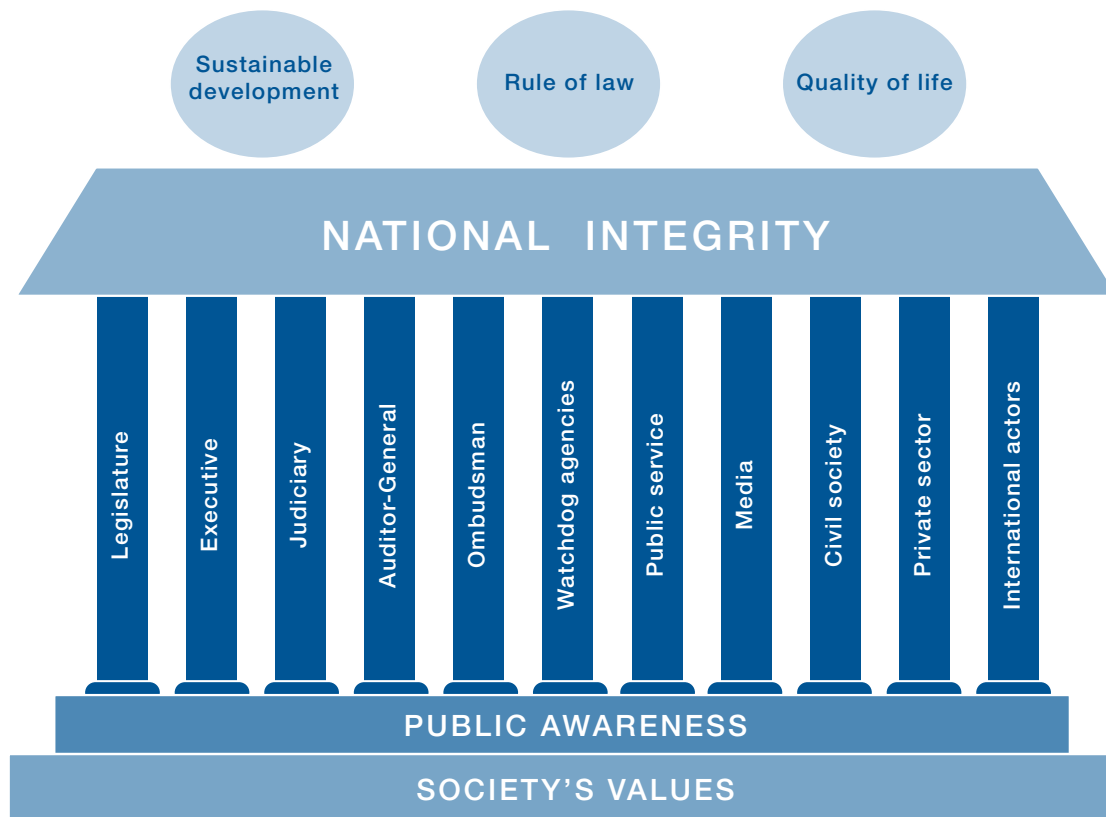 Sustainable
development
Rule of law
Quality of life
NATIONAL INTEGRITY
Legislature
Executive
Judiciary
Auditor-General
Ombudsman
Watchdog agencies
Public service
Media
Civil society
Private sector
International actors
PUBLIC AWARENESS
SOCIETY’S VALUES